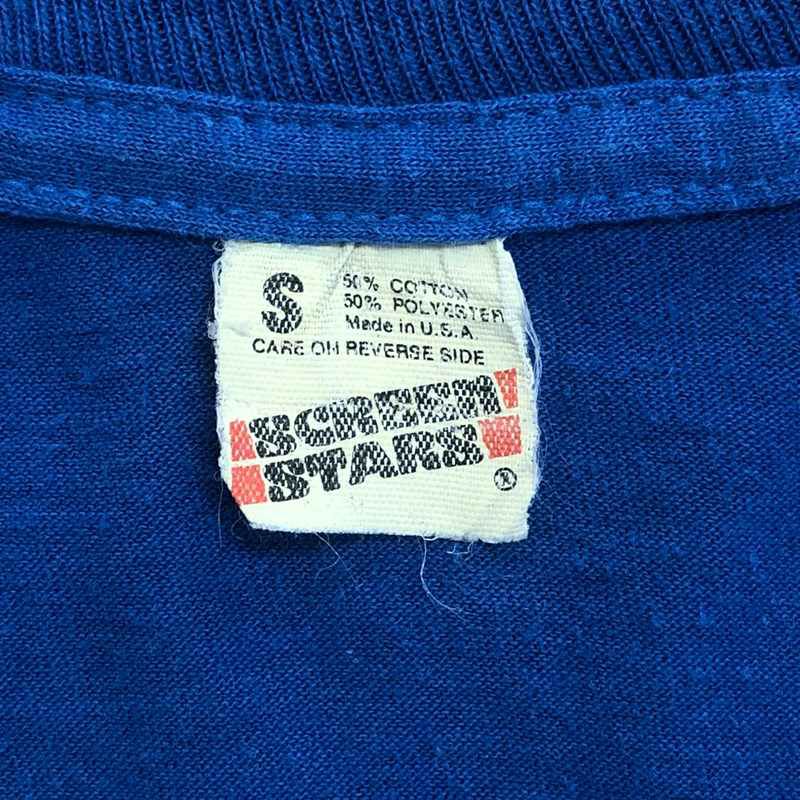 S
50% COTTON
50% POLYESTER
Made in U.S.A.
CARE ON REVERSE SIDE
SCREEN
STARS
®